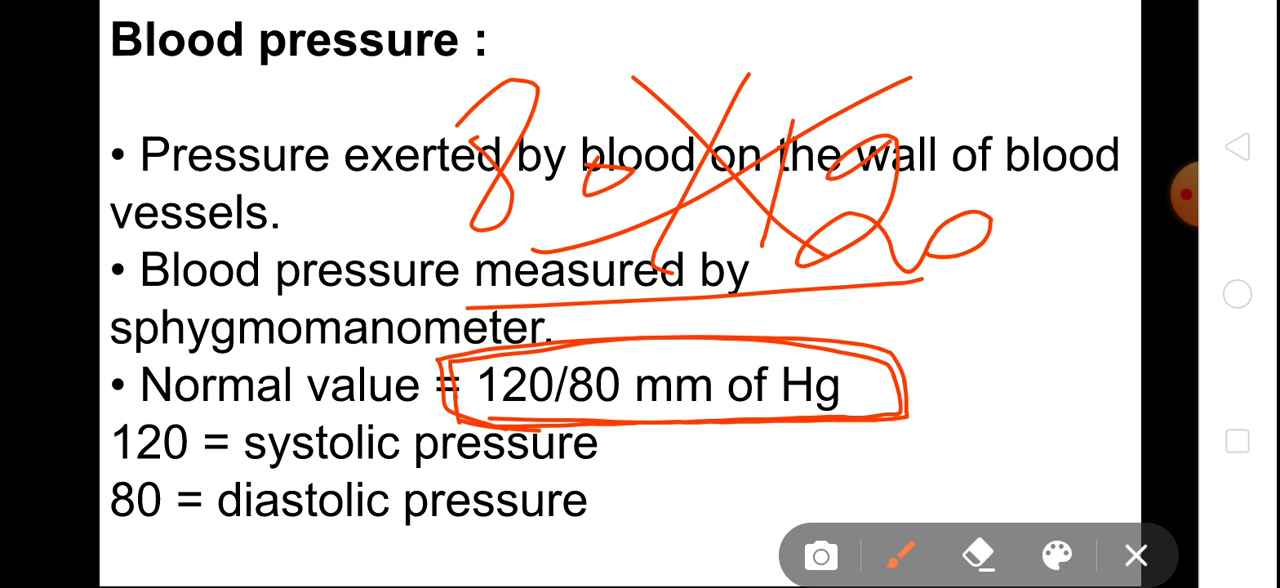 Blood pressure :
80/120
• Pressure exerted by blood on the wall of blood
vessels.
• Blood pressure measured by
sphygmomanometer.
• Normal value = 120/80 mm of Hg
120 = systolic pressure
80 = diastolic pressure